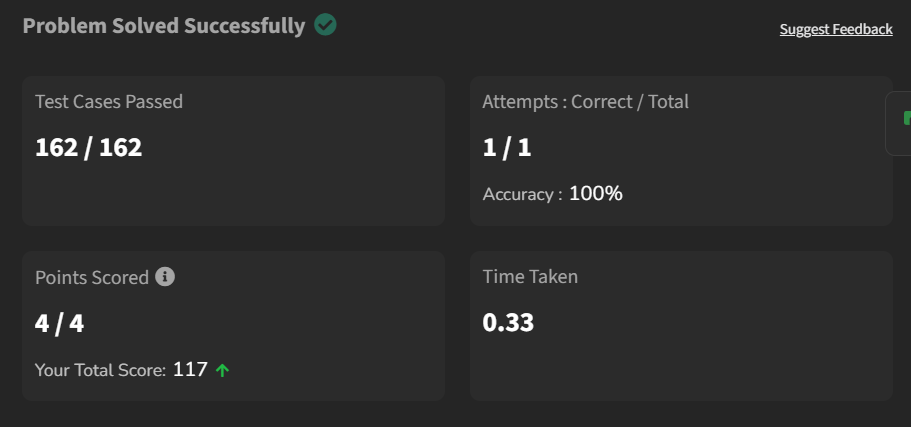 Problem Solved Successfully
Suggest Feedback
Test Cases Passed
162 / 162
Attempts : Correct / Total
1 / 1
Accuracy : 100%
Points Scored
4 / 4
Your Total Score: 117
Time Taken
0.33